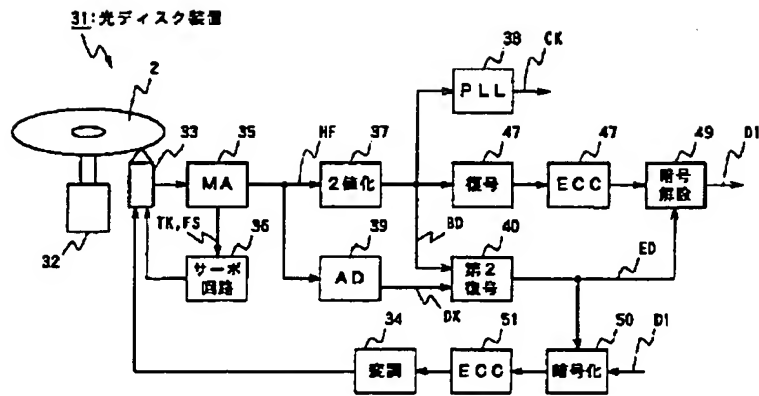 31:光ディスク装置
2
38
CK
PLL
33
35
HF
37
47
47
49
D1
MA
2値化
復号
ECC
暗号
解読
TK,FS
36
39
BD
40
ED
32
サーボ
回路
AD
第2
復号
DX
34
51
50
D1
変調
ECC
暗号化